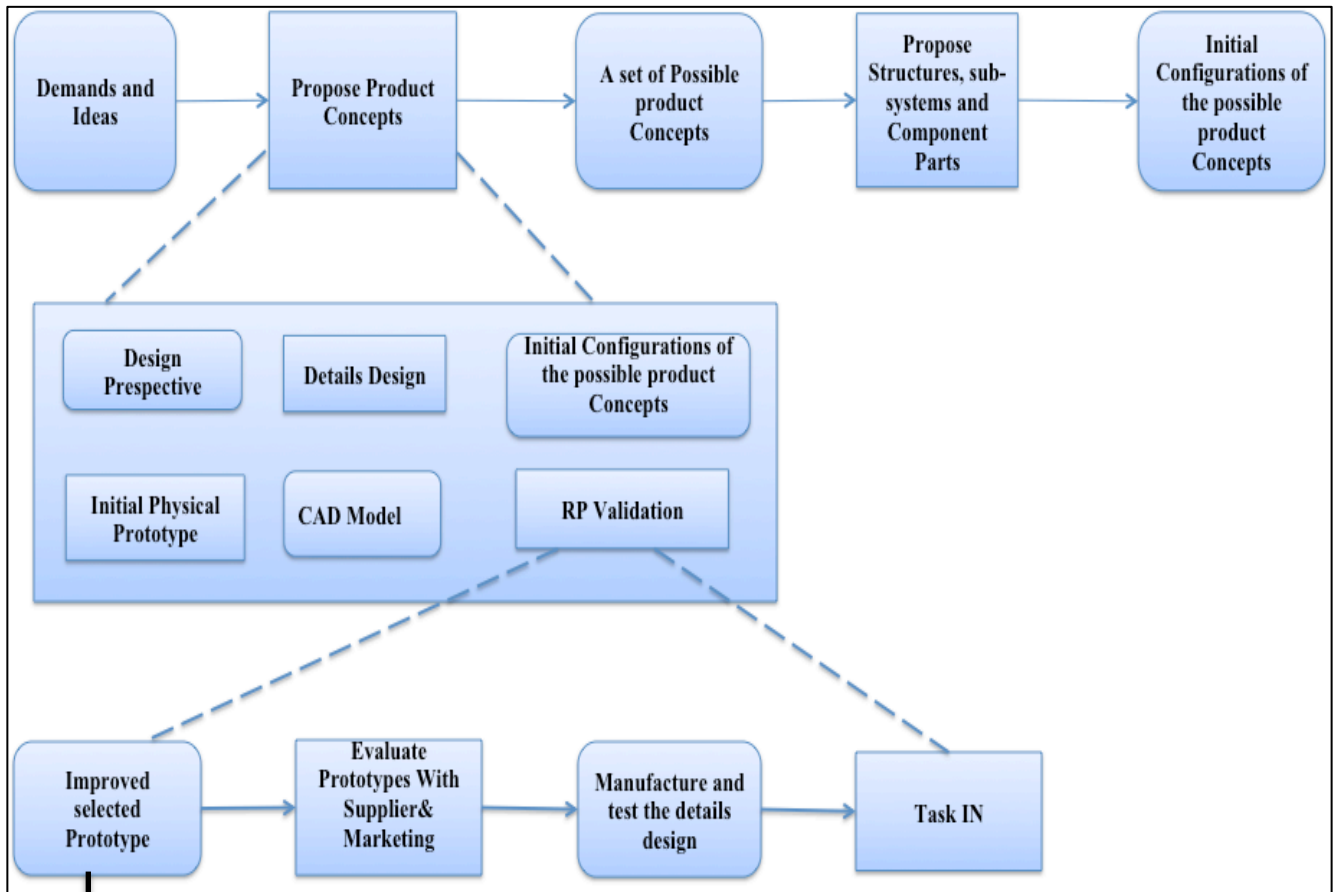 Demands and
Ideas
Propose Product
Concepts
A set of Possible
product
Concepts
Propose
Structures, sub-
systems and
Component
Parts
Initial
Configurations of
the possible
product
Concepts
Design
Prespective
Details Design
Initial Configurations of
the possible product
Concepts
Initial Physical
Prototype
CAD Model
RP Validation
Improved
selected
Prototype
Evaluate
Prototypes With
Supplier&
Marketing
Manufacture and
test the details
design
Task IN